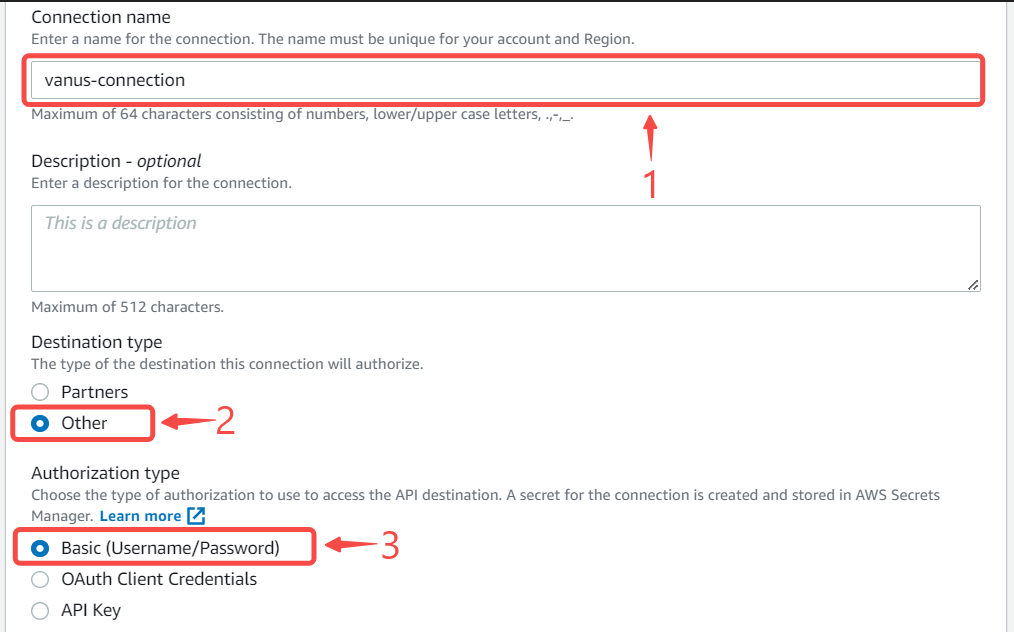 Connection name
Enter a name for the connection. The name must be unique for your account and Region.
vanus-connection
Maximum of 64 characters consisting of numbers, lower/upper case letters, .,-,_.
1
Description - optional
Enter a description for the connection.
This is a description
Maximum of 512 characters.
Destination type
The type of the destination this connection will authorize.
Partners
Other
2
Authorization type
Choose the type of authorization to use to access the API destination. A secret for the connection is created and stored in AWS Secrets
Manager. Learn more
Basic (Username/Password)
3
OAuth Client Credentials
API Key